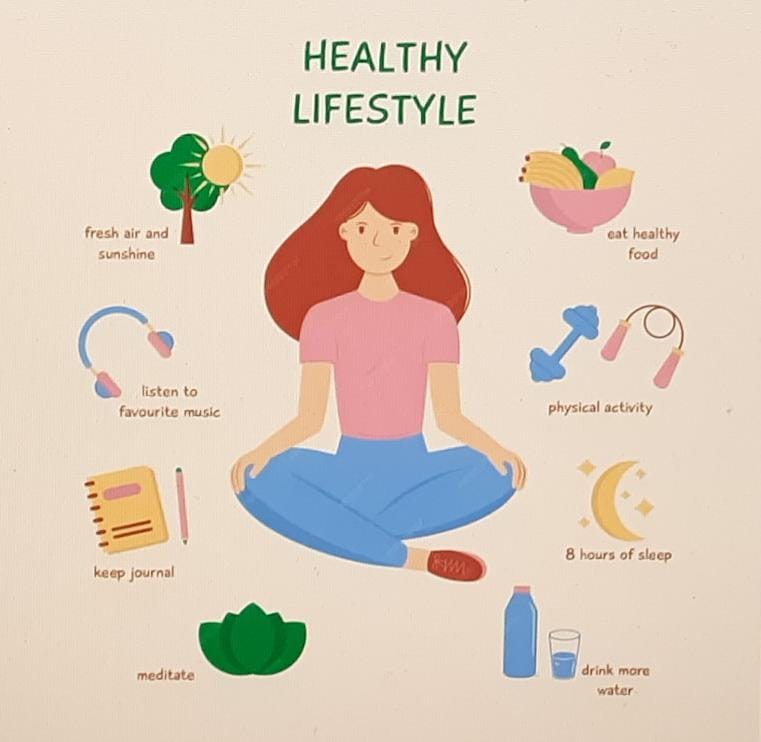 HEALTHY
LIFESTYLE
fresh air and
sunshine
eat healthy
food
listen to
favourite music
physical activity
keep journal
8 hours of sleep
meditate
drink more
water